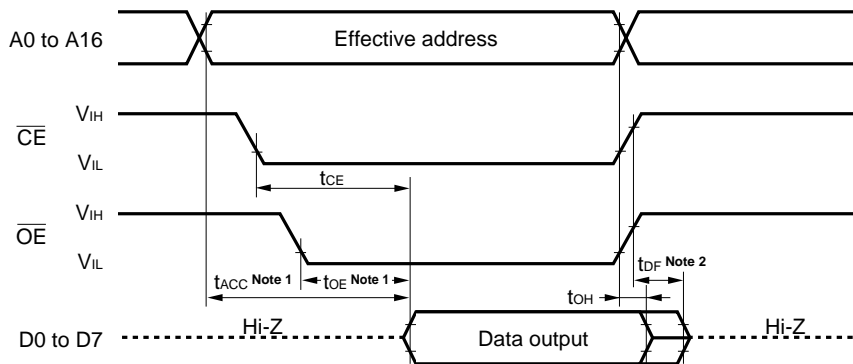 A0 to A16
Effective address
CE
VIH
VIL
tCE
OE
VIH
VIL
tACC Note 1
tOE Note 1
tDF Note 2
tOH
D0 to D7
Hi-Z
Data output
Hi-Z